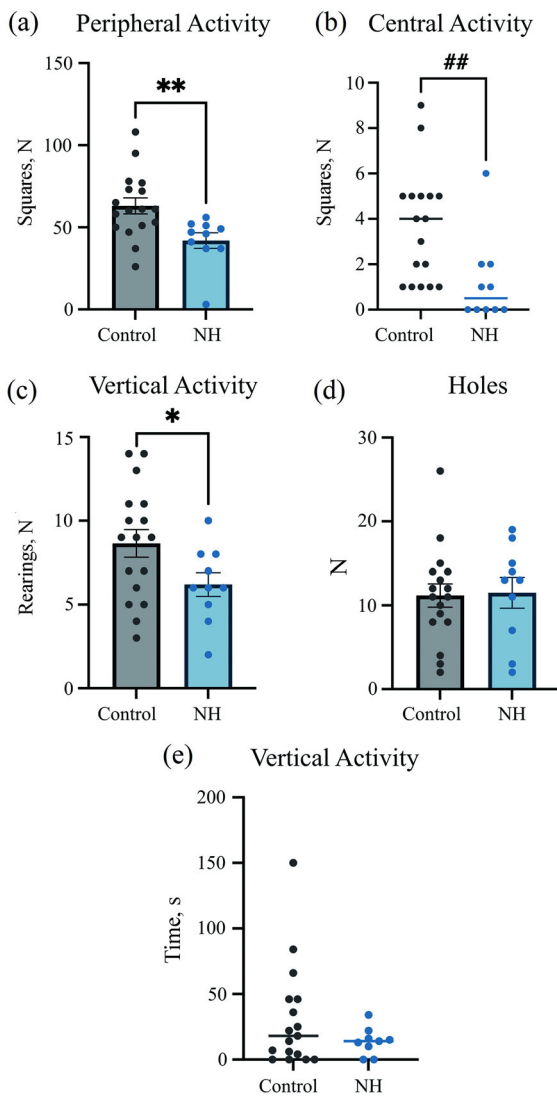 (a) Peripheral Activity
Squares, N
150
100
50
0
**
Control NH
(b) Central Activity
Squares, N
10
8
6
4
2
0
##
Control NH
(c) Vertical Activity
Rearings, N
15
10
5
0
*
Control NH
(d) Holes
N
30
20
10
0
Control NH
(e) Vertical Activity
Time, s
200
150
100
50
0
Control NH